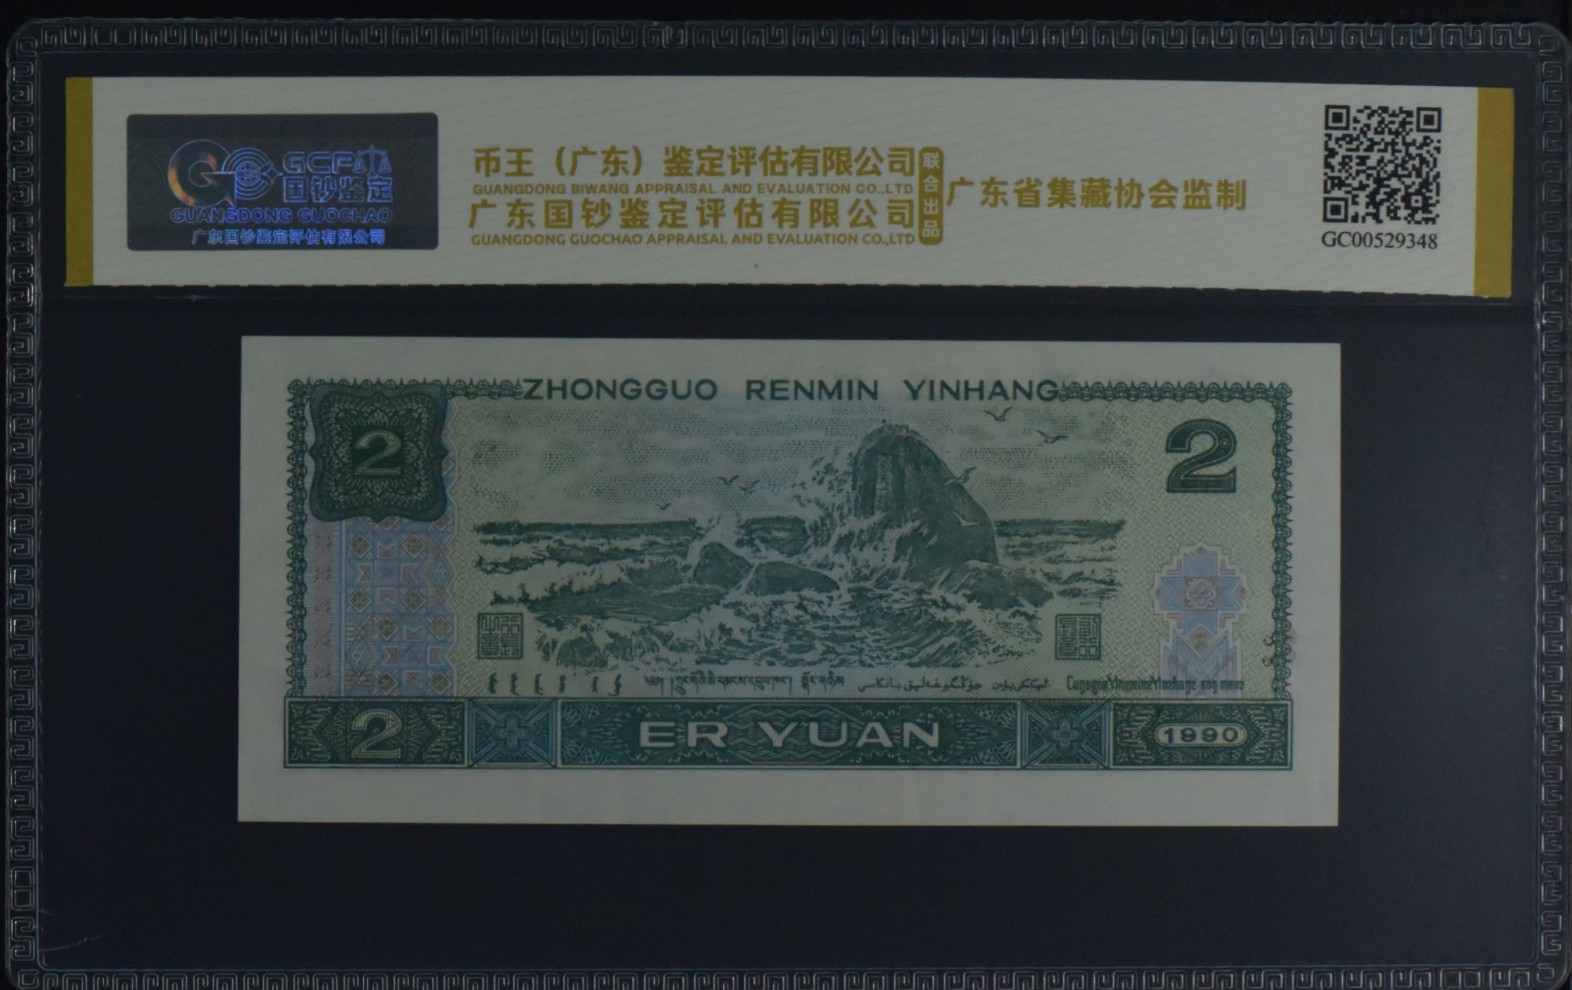 GCF
国钞鉴定
GUANGDONG GUOCHAO
广东国钞鉴定评估有限公司
币王（广东）鉴定评估有限公司
GUANGDONG BIWANG APPRAISAL AND EVALUATION CO.,LTD
广东国钞鉴定评估有限公司
GUANGDONG GUOCHAO APPRAISAL AND EVALUATION CO.,LTD
联合出品
广东省集藏协会监制
GC00529348
ZHONGGUO RENMIN YINHANG
2
2
2
ER YUAN
1990